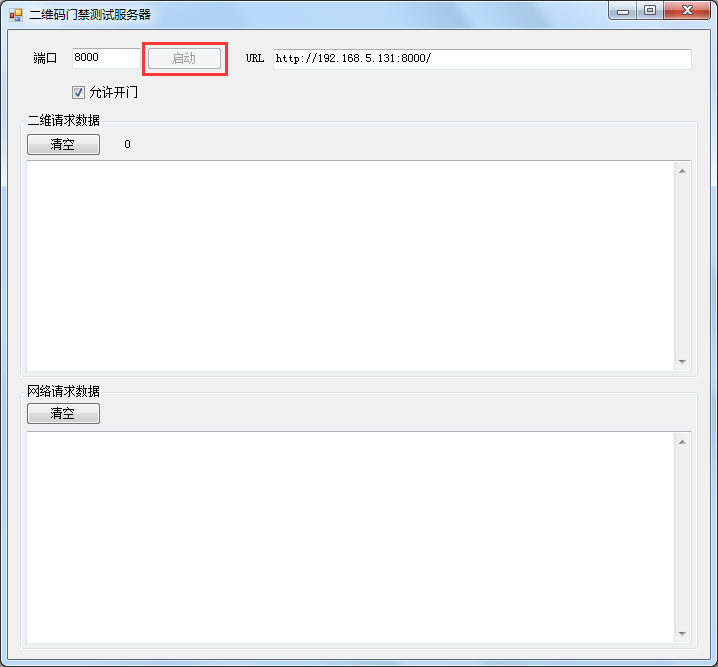 二维码门禁测试服务器
端口 8000 启动 URL http://192.168.5.131:8000/
允许开门
二维请求数据
清空 0
网络请求数据
清空